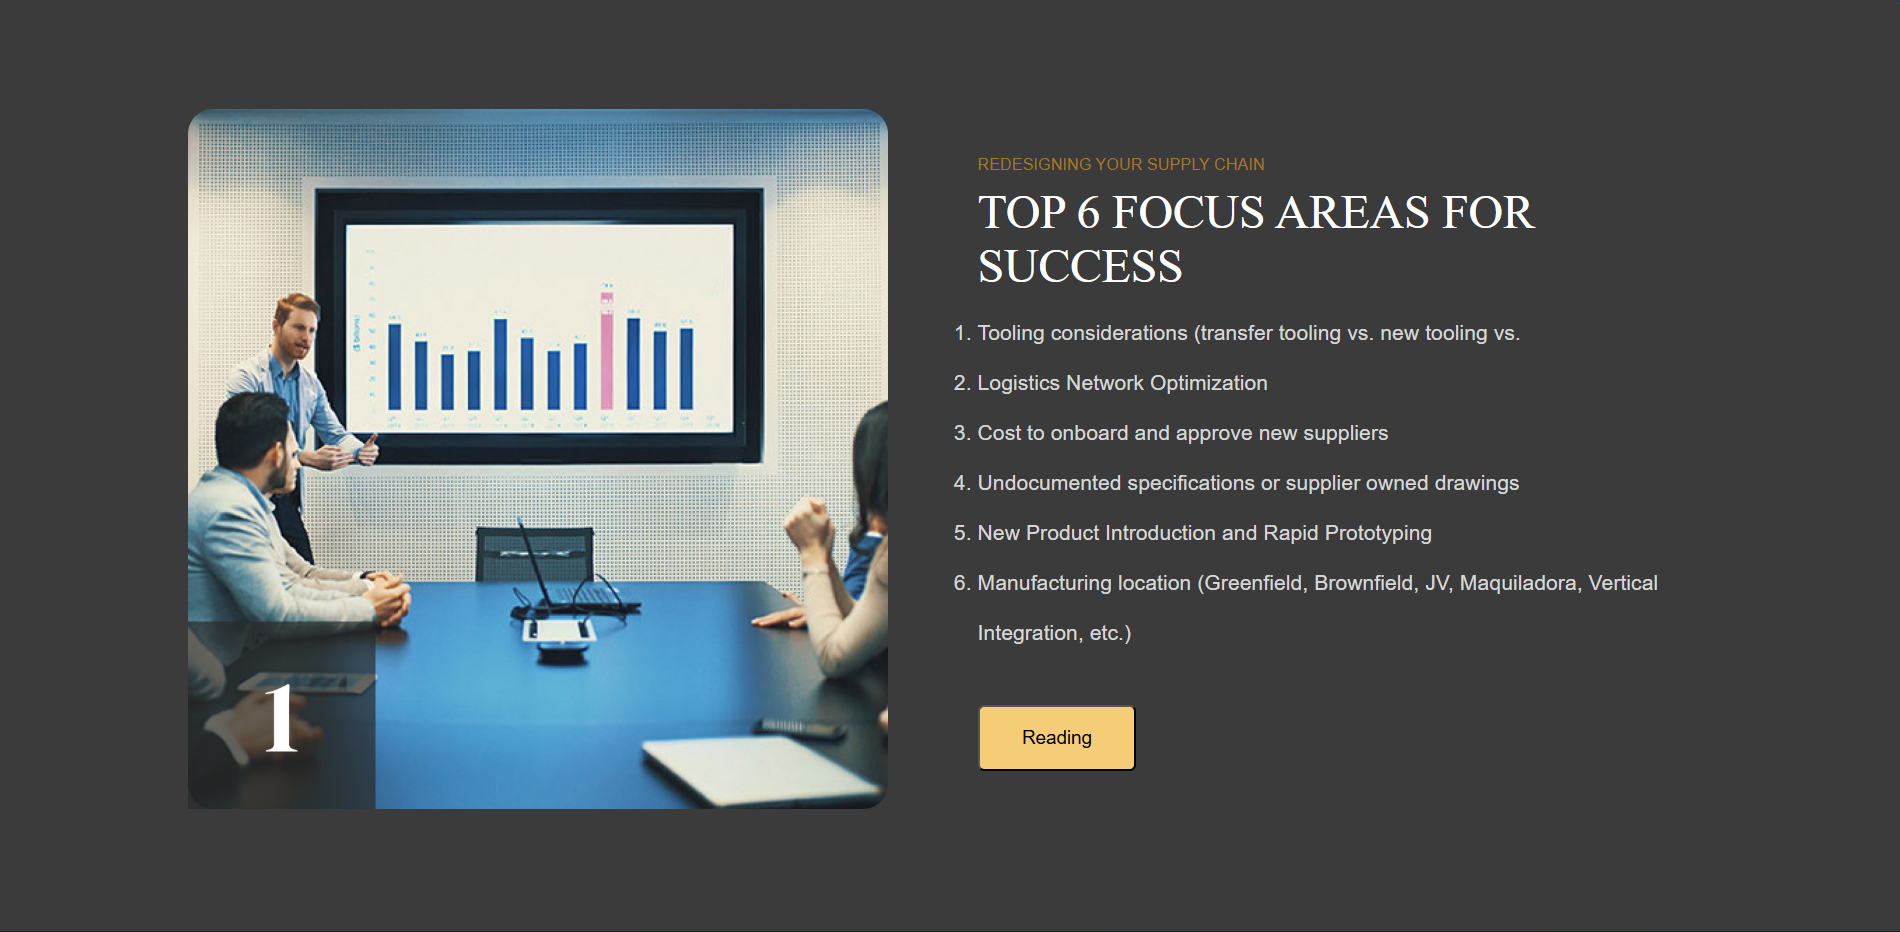 REDESIGNING YOUR SUPPLY CHAIN
TOP 6 FOCUS AREAS FOR
SUCCESS
1. Tooling considerations (transfer tooling vs. new tooling vs.
2. Logistics Network Optimization
3. Cost to onboard and approve new suppliers
4. Undocumented specifications or supplier owned drawings
5. New Product Introduction and Rapid Prototyping
6. Manufacturing location (Greenfield, Brownfield, JV, Maquiladora, Vertical
Integration, etc.)
Reading
($ billions)
1